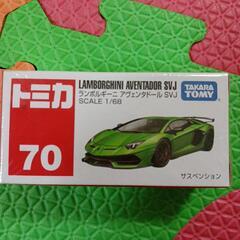 トミカ
70
LAMBORGHINI AVENTADOR SVJ
ランボルギーニ アヴェンタドール SVJ
SCALE 1/68
TAKARA
TOMY
サスペンション